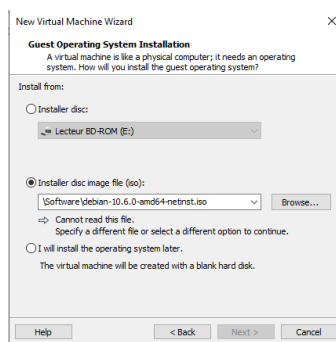 New Virtual Machine Wizard
Guest Operating System Installation
A virtual machine is like a physical computer; it needs an operating
system. How will you install the guest operating system?
Install from:
Installer disc:
Lecteur BD-ROM (E:)
Installer disc image file (iso):
\Software\debian-10.6.0-amd64-netinst.iso
Browse...
Cannot read this file.
Specify a different file or select a different option to continue.
I will install the operating system later.
The virtual machine will be created with a blank hard disk.
Help
< Back
Next >
Cancel